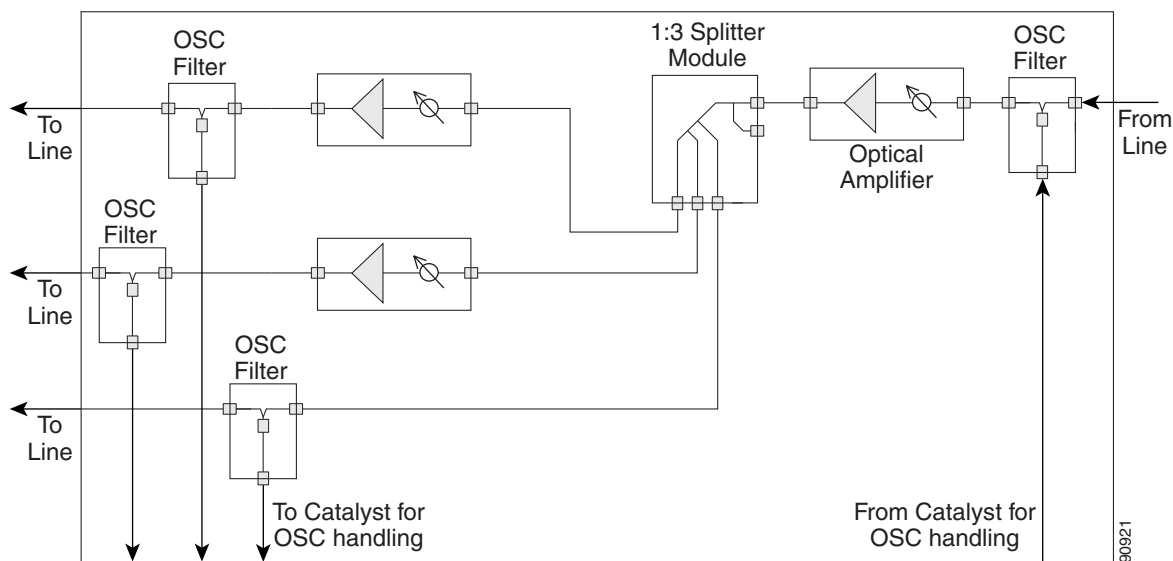 OSC
Filter
1:3 Splitter
Module
OSC
Filter
To
Line
From
Line
Optical
Amplifier
OSC
Filter
To
Line
OSC
Filter
To
Line
To Catalyst for
OSC handling
From Catalyst for
OSC handling
90921